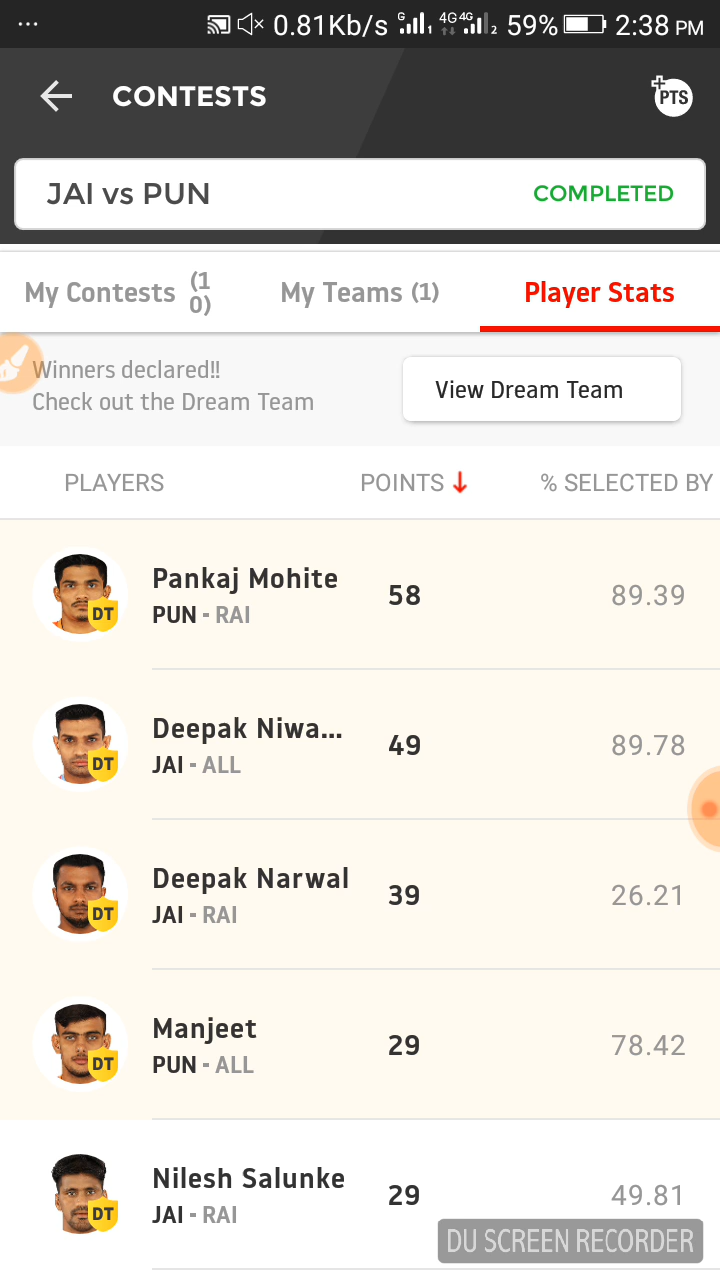 ... 0.81Kb/s G 1 4G 4G 2 59% 2:38 PM
CONTESTS
+PTS
JAI vs PUN COMPLETED
My Contests (1
0) My Teams (1) Player Stats
Winners declared!!
Check out the Dream Team
View Dream Team
PLAYERS POINTS % SELECTED BY
Pankaj Mohite 58 89.39
DT PUN - RAI
Deepak Niwa... 49 89.78
DT JAI - ALL
Deepak Narwal 39 26.21
DT JAI - RAI
Manjeet 29 78.42
DT PUN - ALL
Nilesh Salunke 29 49.81
DT JAI - RAI
DU SCREEN RECORDER